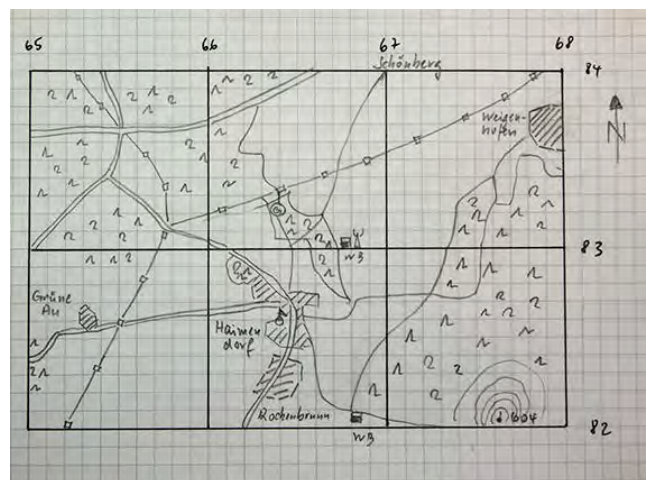 65 66 67 68
Schönberg 84
Weigen-
hofen
N
83
WB
Grüne
Au
Haimen
dorf
Rockenbrunn
604
82
WB